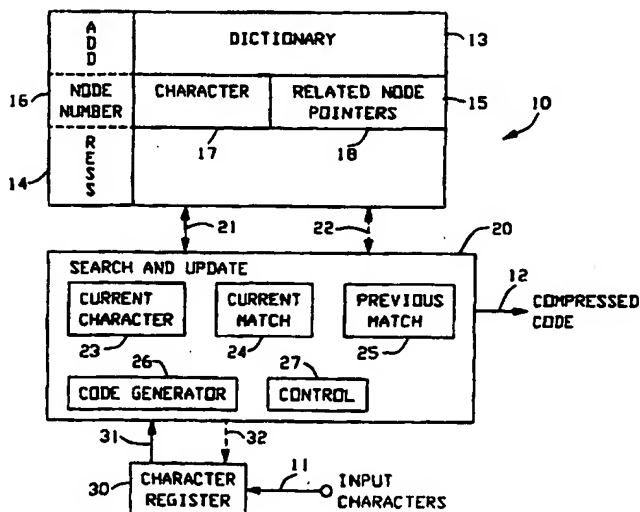 ADD
DICTIONARY
13
16
NODE NUMBER
CHARACTER
RELATED NODE POINTERS
15
10
17
18
14
RESS
21
22
20
SEARCH AND UPDATE
12
CURRENT CHARACTER
CURRENT MATCH
PREVIOUS MATCH
COMPRESSED CODE
23
26
24
27
25
CODE GENERATOR
CONTROL
31
32
11
30
CHARACTER REGISTER
INPUT CHARACTERS